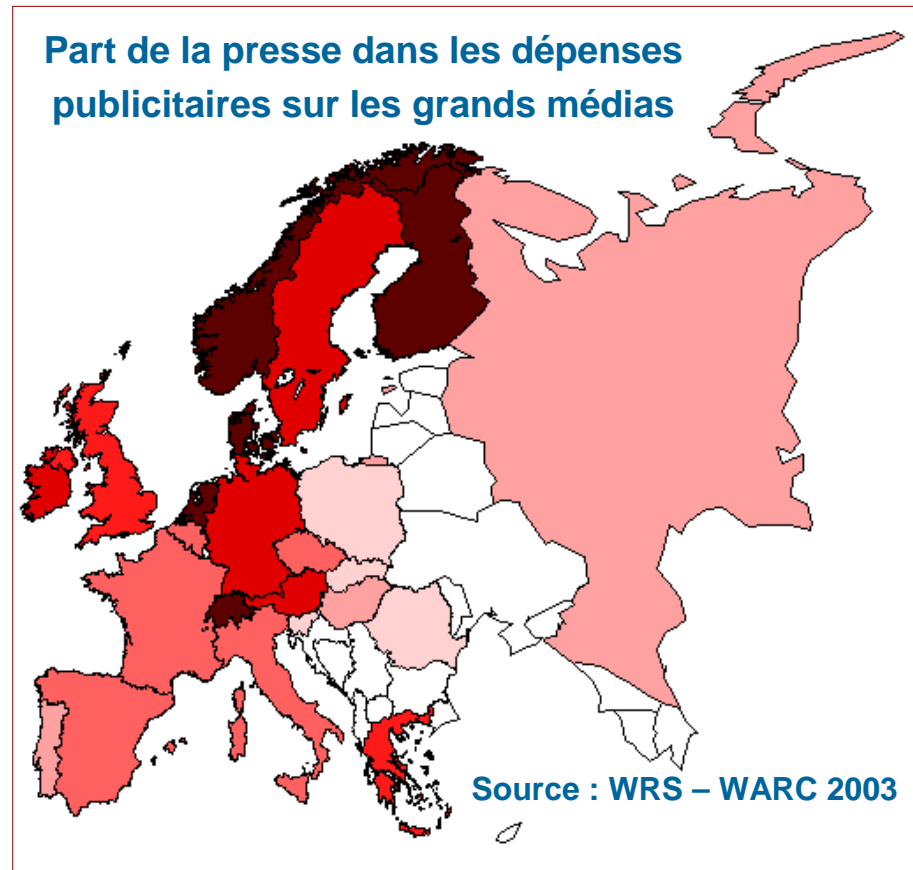 Part de la presse dans les dépenses
publicitaires sur les grands médias
Source : WRS – WARC 2003